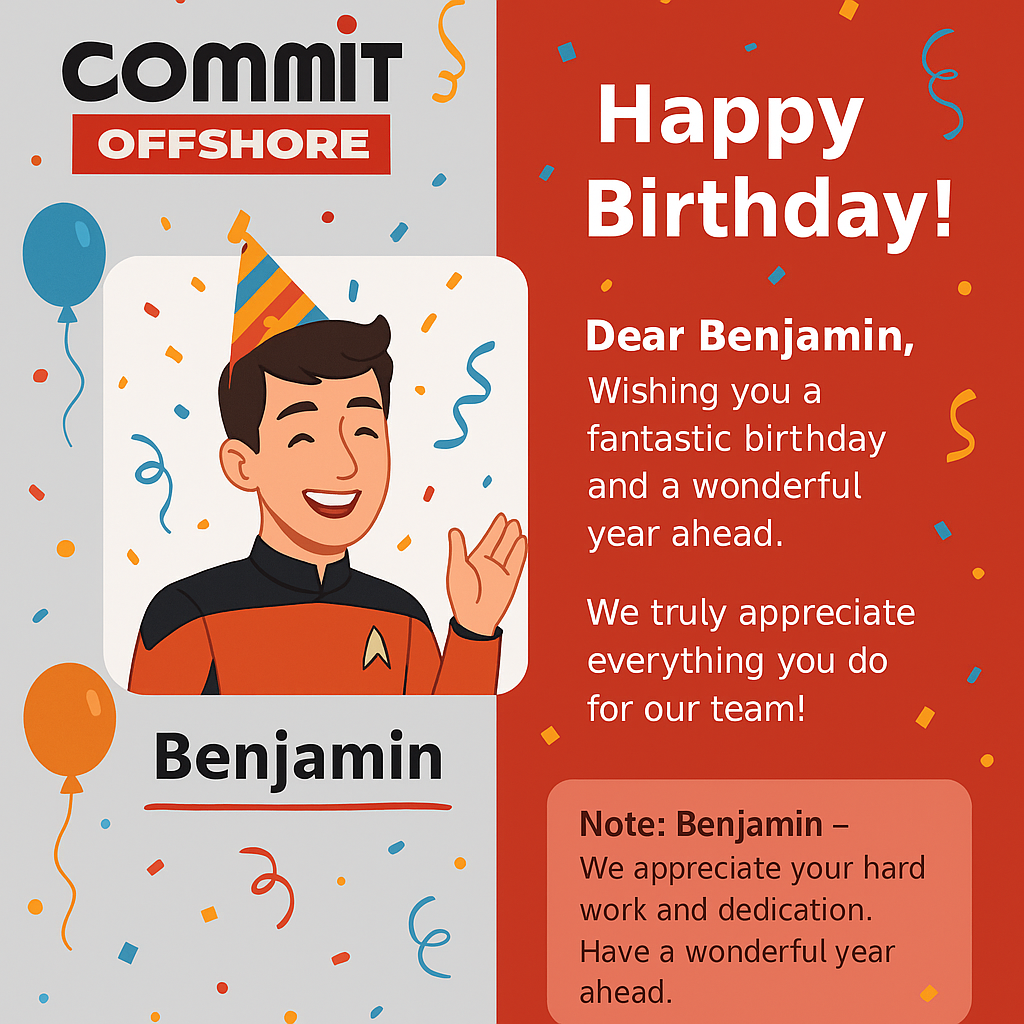 COMMIT
OFFSHORE
Happy
Birthday!
Dear Benjamin,
Wishing you a
fantastic birthday
and a wonderful
year ahead.
We truly appreciate
everything you do
for our team!
Benjamin
Note: Benjamin –
We appreciate your hard
work and dedication.
Have a wonderful year
ahead.